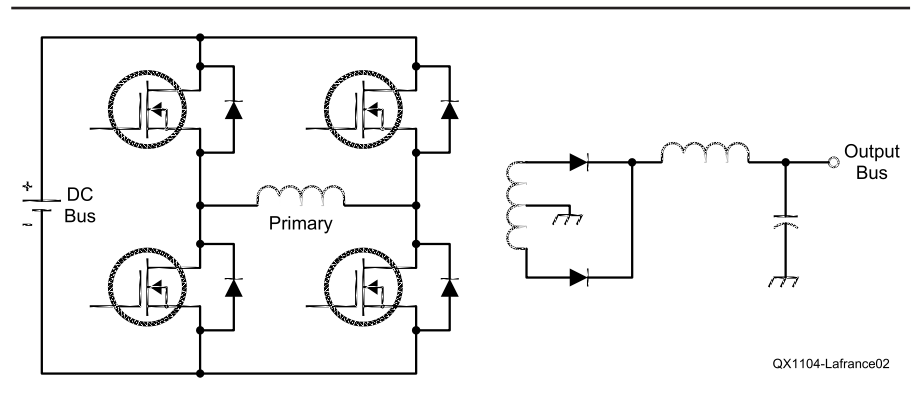 +
DC
Bus
-
Primary
Output
Bus
QX1104-Lafrance02